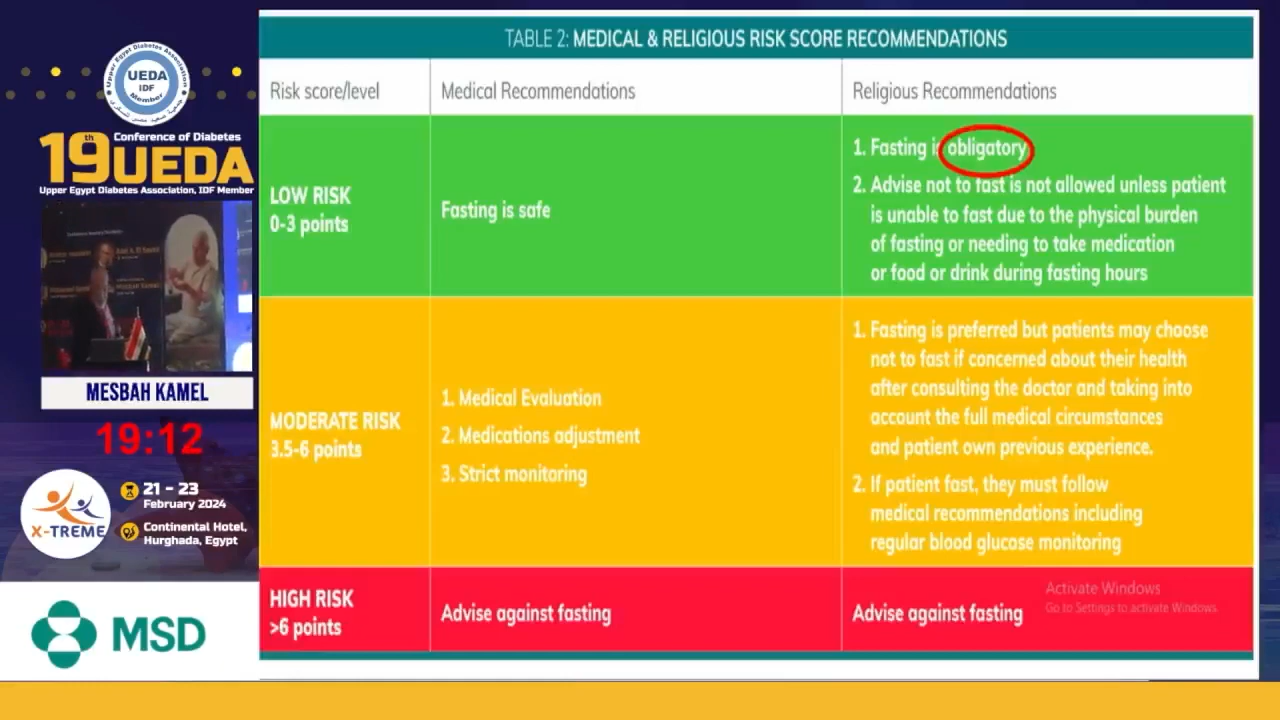 TABLE 2: MEDICAL & RELIGIOUS RISK SCORE RECOMMENDATIONS
Risk score/level
Medical Recommendations
Religious Recommendations
LOW RISK
0-3 points
Fasting is safe
1. Fasting is obligatory
2. Advise not to fast is not allowed unless patient
is unable to fast due to the physical burden
of fasting or needing to take medication
or food or drink during fasting hours
MODERATE RISK
3.5-6 points
1. Medical Evaluation
2. Medications adjustment
3. Strict monitoring
1. Fasting is preferred but patients may choose
not to fast if concerned about their health
after consulting the doctor and taking into
account the full medical circumstances
and patient own previous experience.
2. If patient fast, they must follow
medical recommendations including
regular blood glucose monitoring
HIGH RISK
>6 points
Advise against fasting
Advise against fasting
Activate Windows
Go to Settings to activate Windows.
Upper Egypt Diabetes Association
UEDA
IDF
Member
19th Conference of Diabetes
UEDA
Upper Egypt Diabetes Association, IDF Member
MESBAH KAMEL
19:12
X-TREME
21 - 23
February 2024
Continental Hotel,
Hurghada, Egypt
MSD